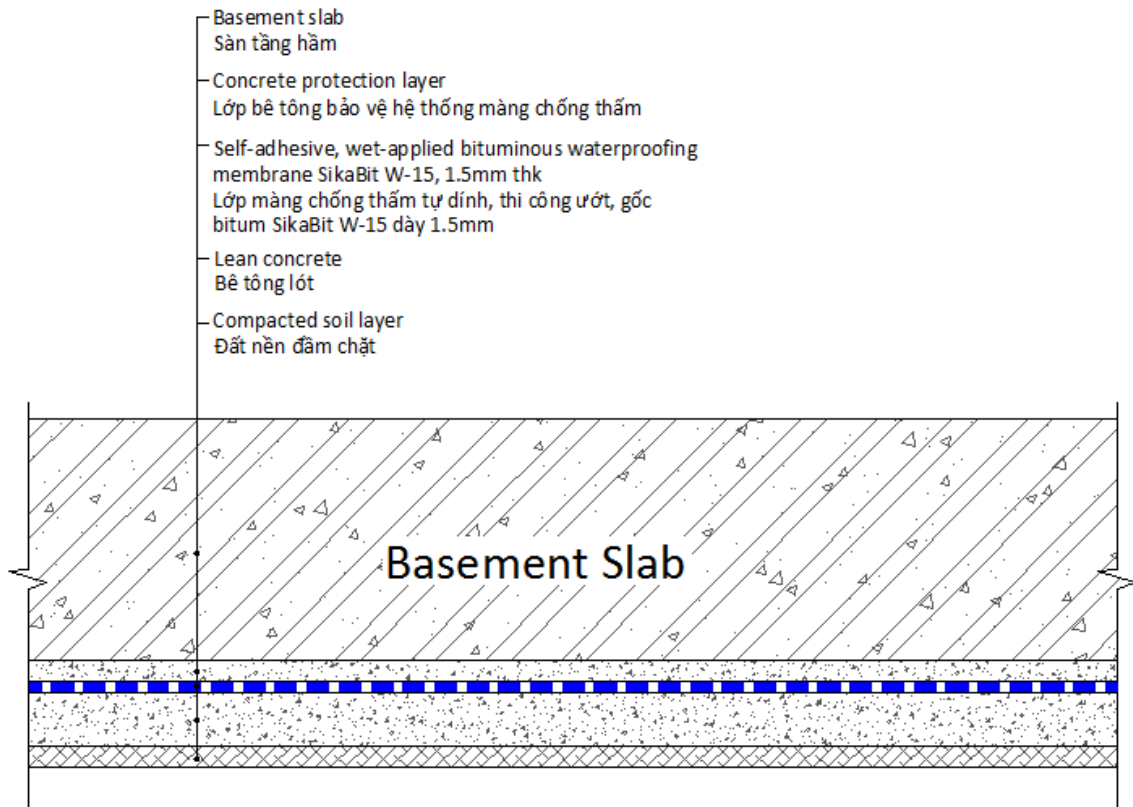 Basement slab
Sàn tầng hầm
Concrete protection layer
Lớp bê tông bảo vệ hệ thống màng chống thấm
Self-adhesive, wet-applied bituminous waterproofing
membrane SikaBit W-15, 1.5mm thk
Lớp màng chống thấm tự dính, thi công ướt, gốc
bitum SikaBit W-15 dày 1.5mm
Lean concrete
Bê tông lót
Compacted soil layer
Đất nền đầm chặt
Basement Slab